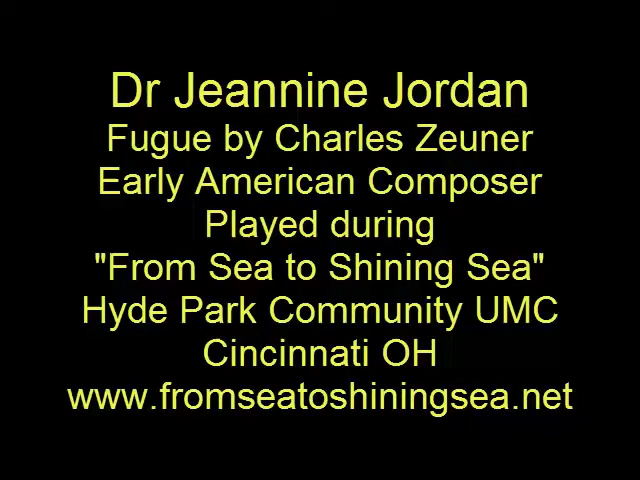 Dr Jeannine Jordan
Fugue by Charles Zeuner
Early American Composer
Played during
"From Sea to Shining Sea"
Hyde Park Community UMC
Cincinnati OH
www.fromseatoshiningsea.net